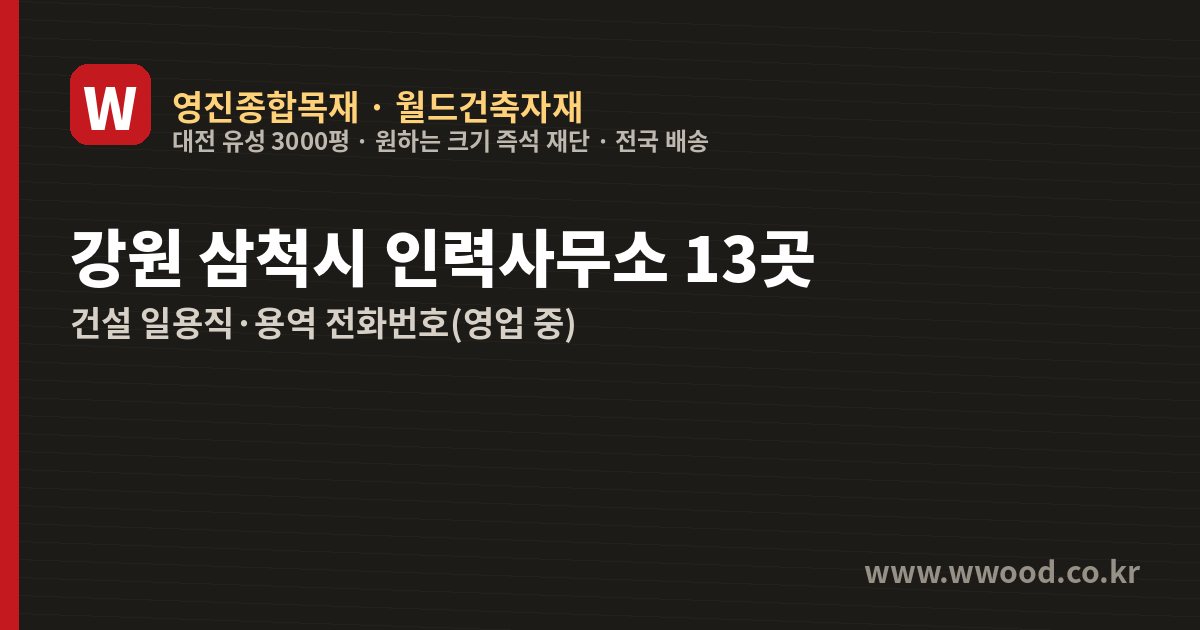 W
영진종합목재 · 월드건축자재
대전 유성 3000평 · 원하는 크기 즉석 재단 · 전국 배송
강원 삼척시 인력사무소 13곳
건설 일용직·용역 전화번호(영업 중)
www.wwood.co.kr